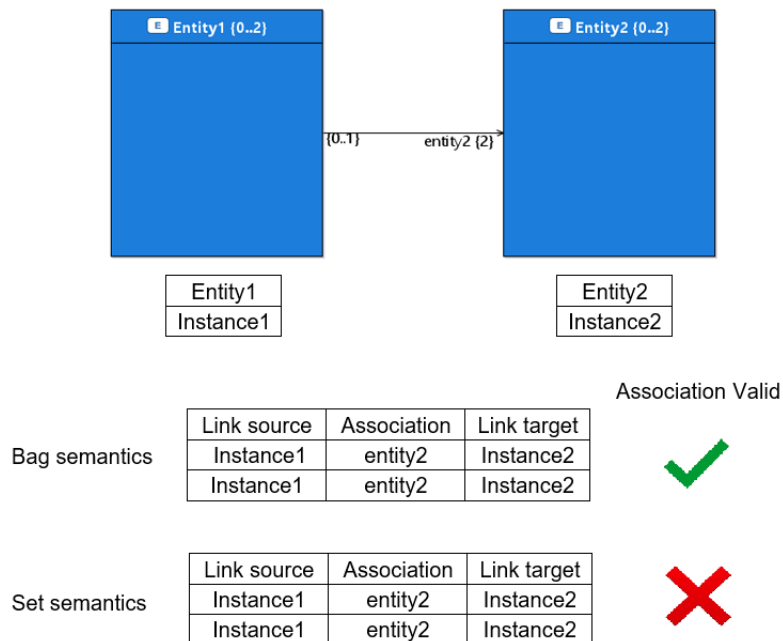 E Entity1 {0..2}
E Entity2 {0..2}
{0..1}
entity2 {2}
Entity1
Instance1
Entity2
Instance2
Association Valid
Bag semantics
Link source Association Link target
Instance1 entity2 Instance2
Instance1 entity2 Instance2
Set semantics
Link source Association Link target
Instance1 entity2 Instance2
Instance1 entity2 Instance2